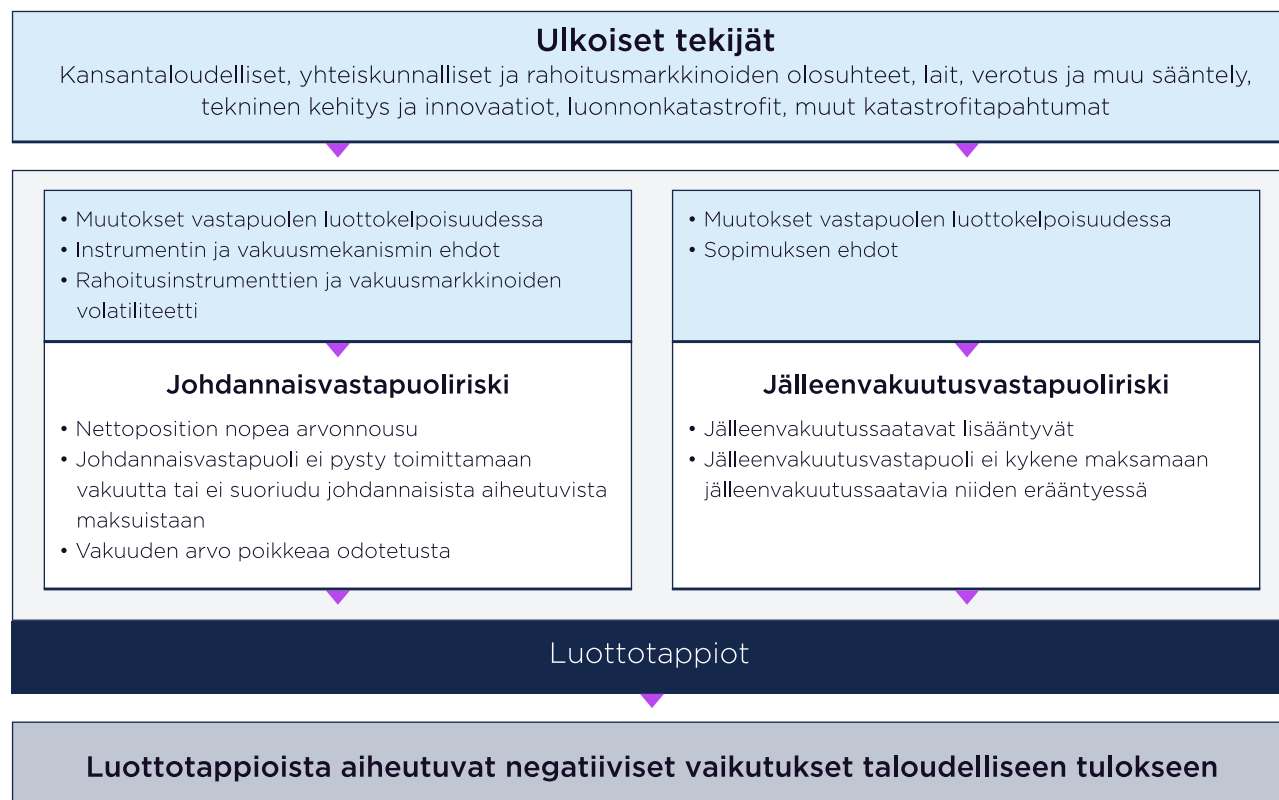 Ulkoiset tekijät
Kansantaloudelliset, yhteiskunnalliset ja rahoitusmarkkinoiden olosuhteet, lait, verotus ja muu sääntely,
tekninen kehitys ja innovaatiot, luonnonkatastrofit, muut katastrofitapahtumat
• Muutokset vastapuolen luottokelpoisuudessa
• Instrumentin ja vakuusmekanismin ehdot
• Rahoitusinstrumenttien ja vakuusmarkkinoiden
volatiliteetti
Johdannaisvastapuoliriski
• Nettoposition nopea arvonnousu
• Johdannaisvastapuoli ei pysty toimittamaan
vakuutta tai ei suoriudu johdannaisista aiheutuvista
maksuistaan
• Vakuuden arvo poikkeaa odotetusta
• Muutokset vastapuolen luottokelpoisuudessa
• Sopimuksen ehdot
Jälleenvakuutusvastapuoliriski
• Jälleenvakuutussaatavat lisääntyvät
• Jälleenvakuutusvastapuoli ei kykene maksamaan
jälleenvakuutussaatavia niiden erääntyessä
Luottotappiot
Luottotappioista aiheutuvat negatiiviset vaikutukset taloudelliseen tulokseen